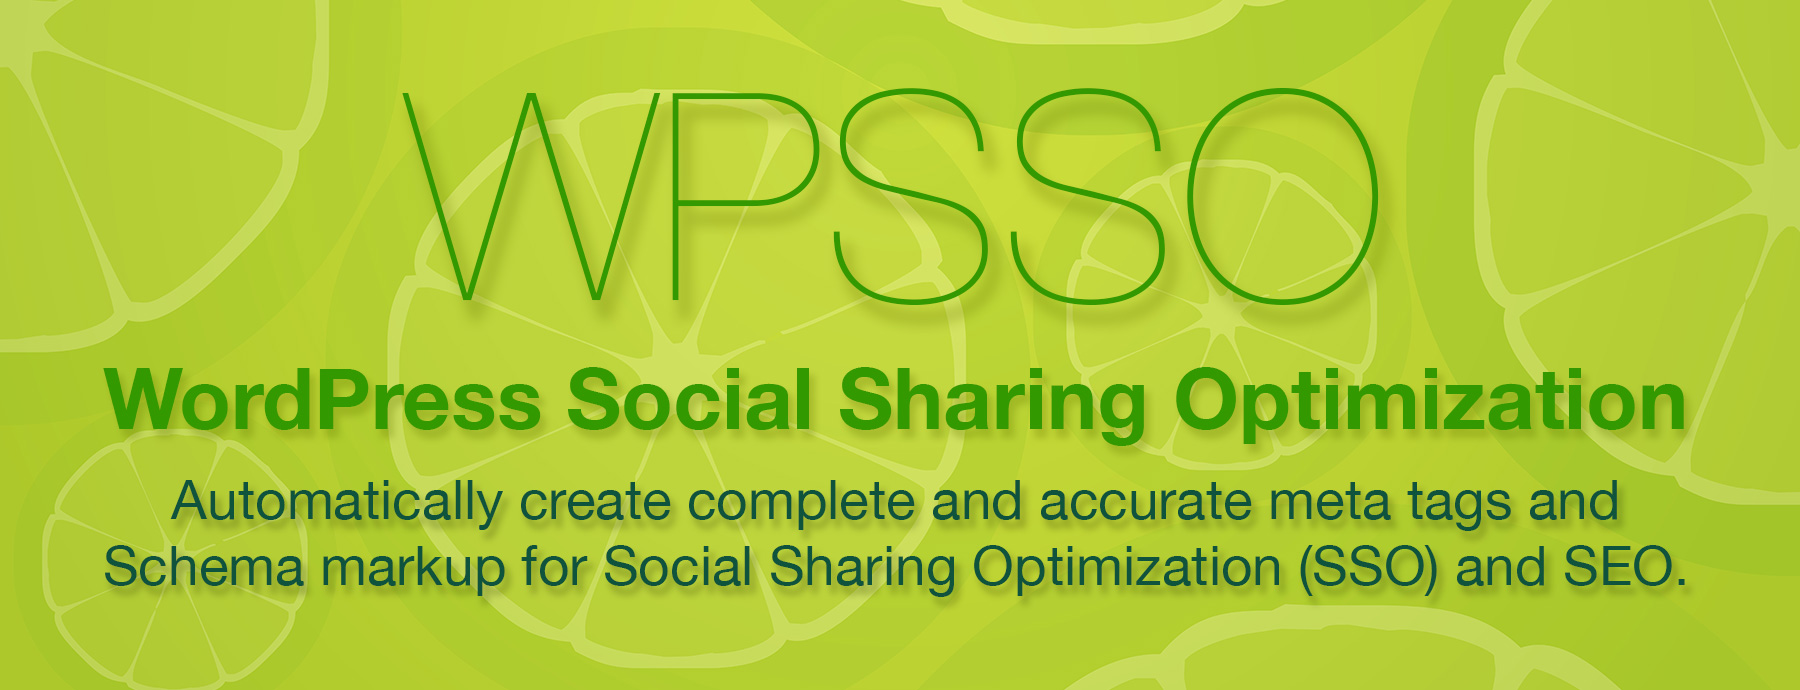 WPSSO
WordPress Social Sharing Optimization
Automatically create complete and accurate meta tags and
Schema markup for Social Sharing Optimization (SSO) and SEO.